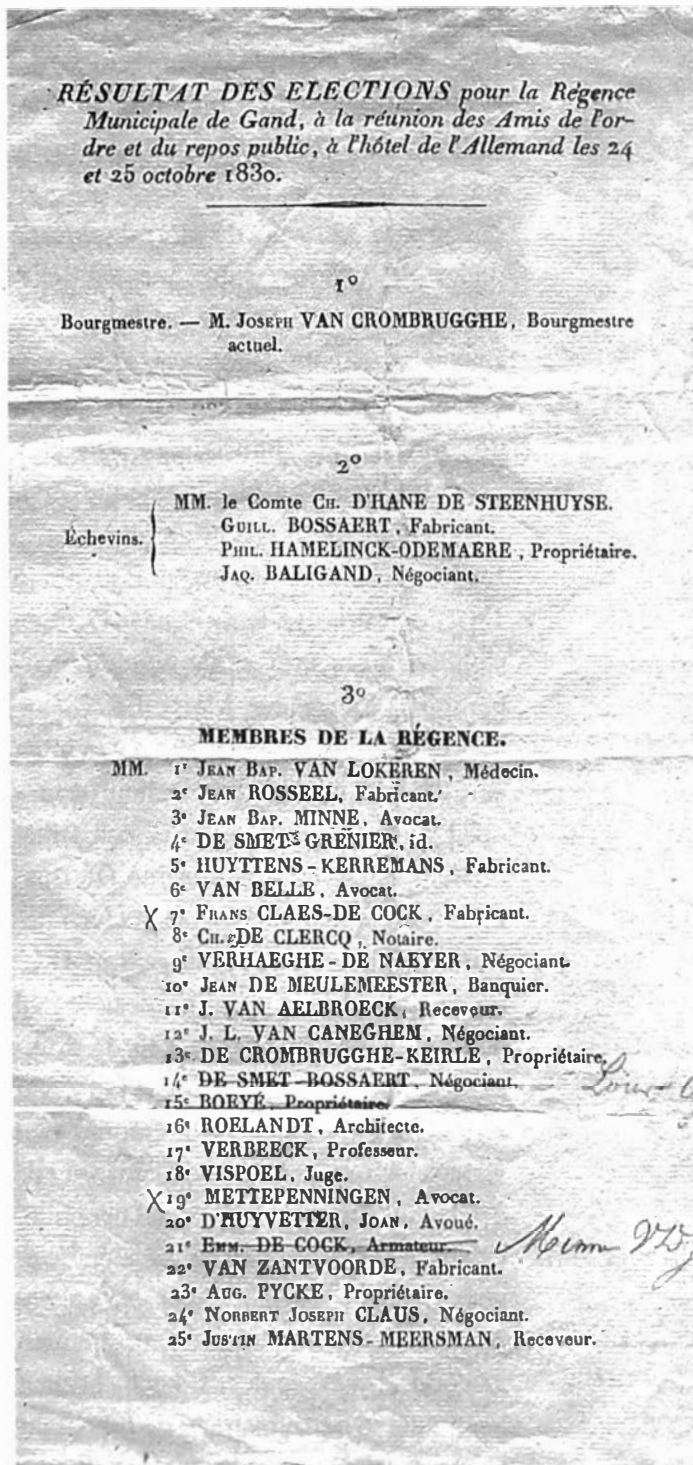 RÉSULTAT DES ELECTIONS pour la Régence
Municipale de Gand, à la réunion des Amis de l'or-
dre et du repos public, à l'hôtel de l'Allemand les 24
et 25 octobre 1830.
1º
Bourgmestre. — M. Joseph VAN CROMBRUGGHE, Bourgmestre
actuel.
2º
MM. le Comte Ch. D'HANE DE STEENHUYSE.
Guill. BOSSAERT, Fabricant.
Échevins.
Phil. HAMELINCK-ODEMAERE, Propriétaire.
Jaq. BALIGAND, Négociant.
3º
MEMBRES DE LA RÉGENCE.
MM. 1r Jean Bap. VAN LOKEREN, Médecin.
2e Jean ROSSEEL, Fabricant.
3e Jean Bap. MINNE, Avocat.
4e DE SMET-GRENIER, id.
5e HUYTTENS-KERREMANS, Fabricant.
6e VAN BELLE, Avocat.
X 7e Frans CLAES-DE COCK, Fabricant.
8e Ch. DE CLERCQ, Notaire.
9e VERHAEGHE-DE NAEYER, Négociant.
10e Jean DE MEULEMEESTER, Banquier.
11e J. VAN AELBROECK, Receveur.
12e J. L. VAN CANEGHEM, Négociant.
13e DE CROMBRUGGHE-KEIRLE, Propriétaire.
14e DE SMET-BOSSAERT, Négociant.
15e BOEYÉ, Propriétaire.
16e ROELANDT, Architecte.
17e VERBEECK, Professeur.
18e VISPOEL, Juge.
X 19e METTEPENNINGEN, Avocat.
20e D'HUYVETTER, Joan, Avoué.
21e Emm. DE COCK, Armateur.
22e VAN ZANTVOORDE, Fabricant.
23e Aug. PYCKE, Propriétaire.
24e Norbert Joseph CLAUS, Négociant.
25e Justin MARTENS-MEERSMAN, Receveur.